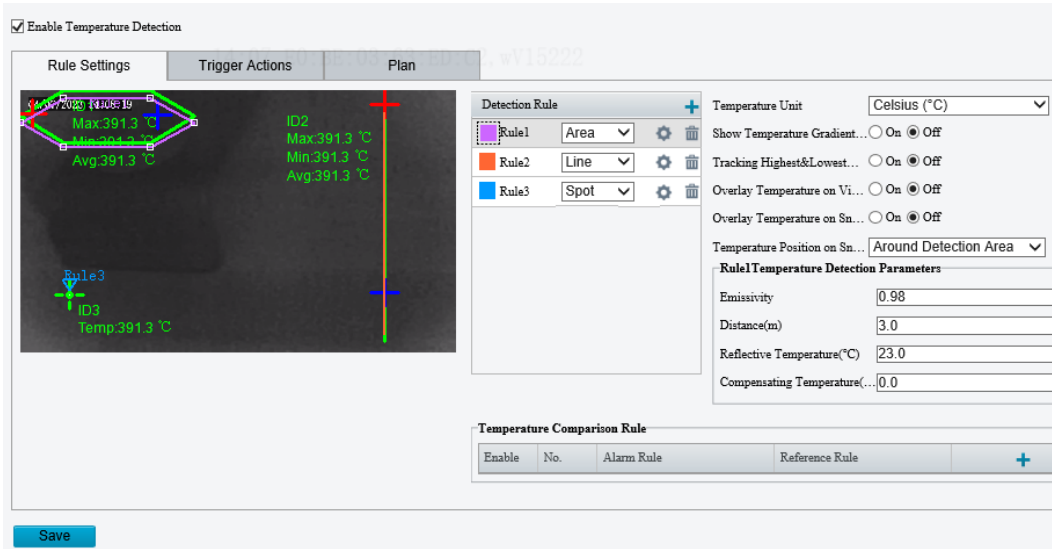 Enable Temperature Detection
Rule Settings
Trigger Actions
Plan
Max:391.3 ℃
Avg:391.3 ℃
ID2
Max:391.3 ℃
Min:391.3 ℃
Avg:391.3 ℃
Rule3
ID3
Temp:391.3 ℃
Detection Rule
Rule1 Area
Rule2 Line
Rule3 Spot
Temperature Unit Celsius (°C)
Show Temperature Gradient... On Off
Tracking Highest&Lowest... On Off
Overlay Temperature on Vi... On Off
Overlay Temperature on Sn... On Off
Temperature Position on Sn... Around Detection Area
Rule1Temperature Detection Parameters
Emissivity 0.98
Distance(m) 3.0
Reflective Temperature(°C) 23.0
Compensating Temperature(... 0.0
Temperature Comparison Rule
Enable No. Alarm Rule Reference Rule
Save